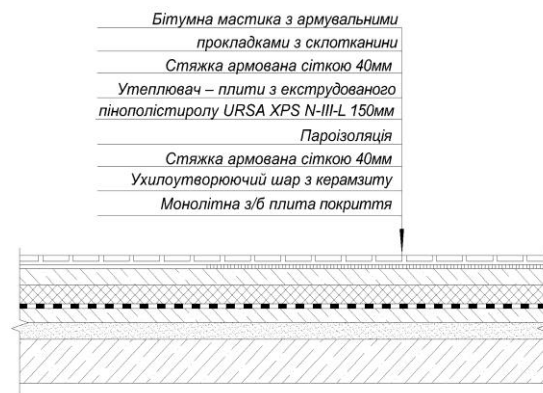 Бітумна мастика з армувальними
прокладками з склотканини
Стяжка армована сіткою 40мм
Утеплювач – плити з екструдованого
пінополістиролу URSA XPS N-III-L 150мм
Пароізоляція
Стяжка армована сіткою 40мм
Ухилоутворюючий шар з керамзиту
Монолітна з/б плита покриття